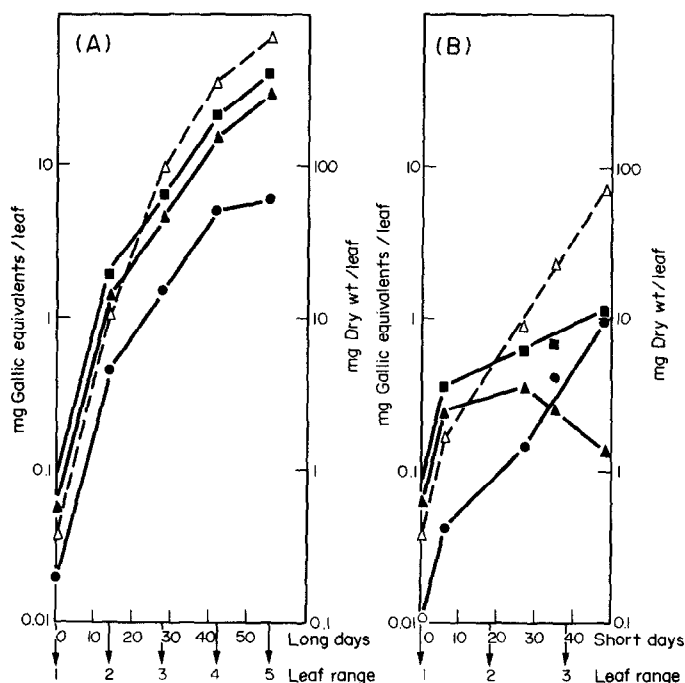 (A)
mg Gallic equivalents / leaf
10
1
0.1
0.01
100
10
1
0.1
mg Dry wt / leaf
0 10 20 30 40 50 Long days
1 2 3 4 5 Leaf range
(B)
mg Gallic equivalents / leaf
10
1
0.1
0.01
100
10
1
0.1
mg Dry wt / leaf
0 10 20 30 40 Short days
1 2 3 Leaf range